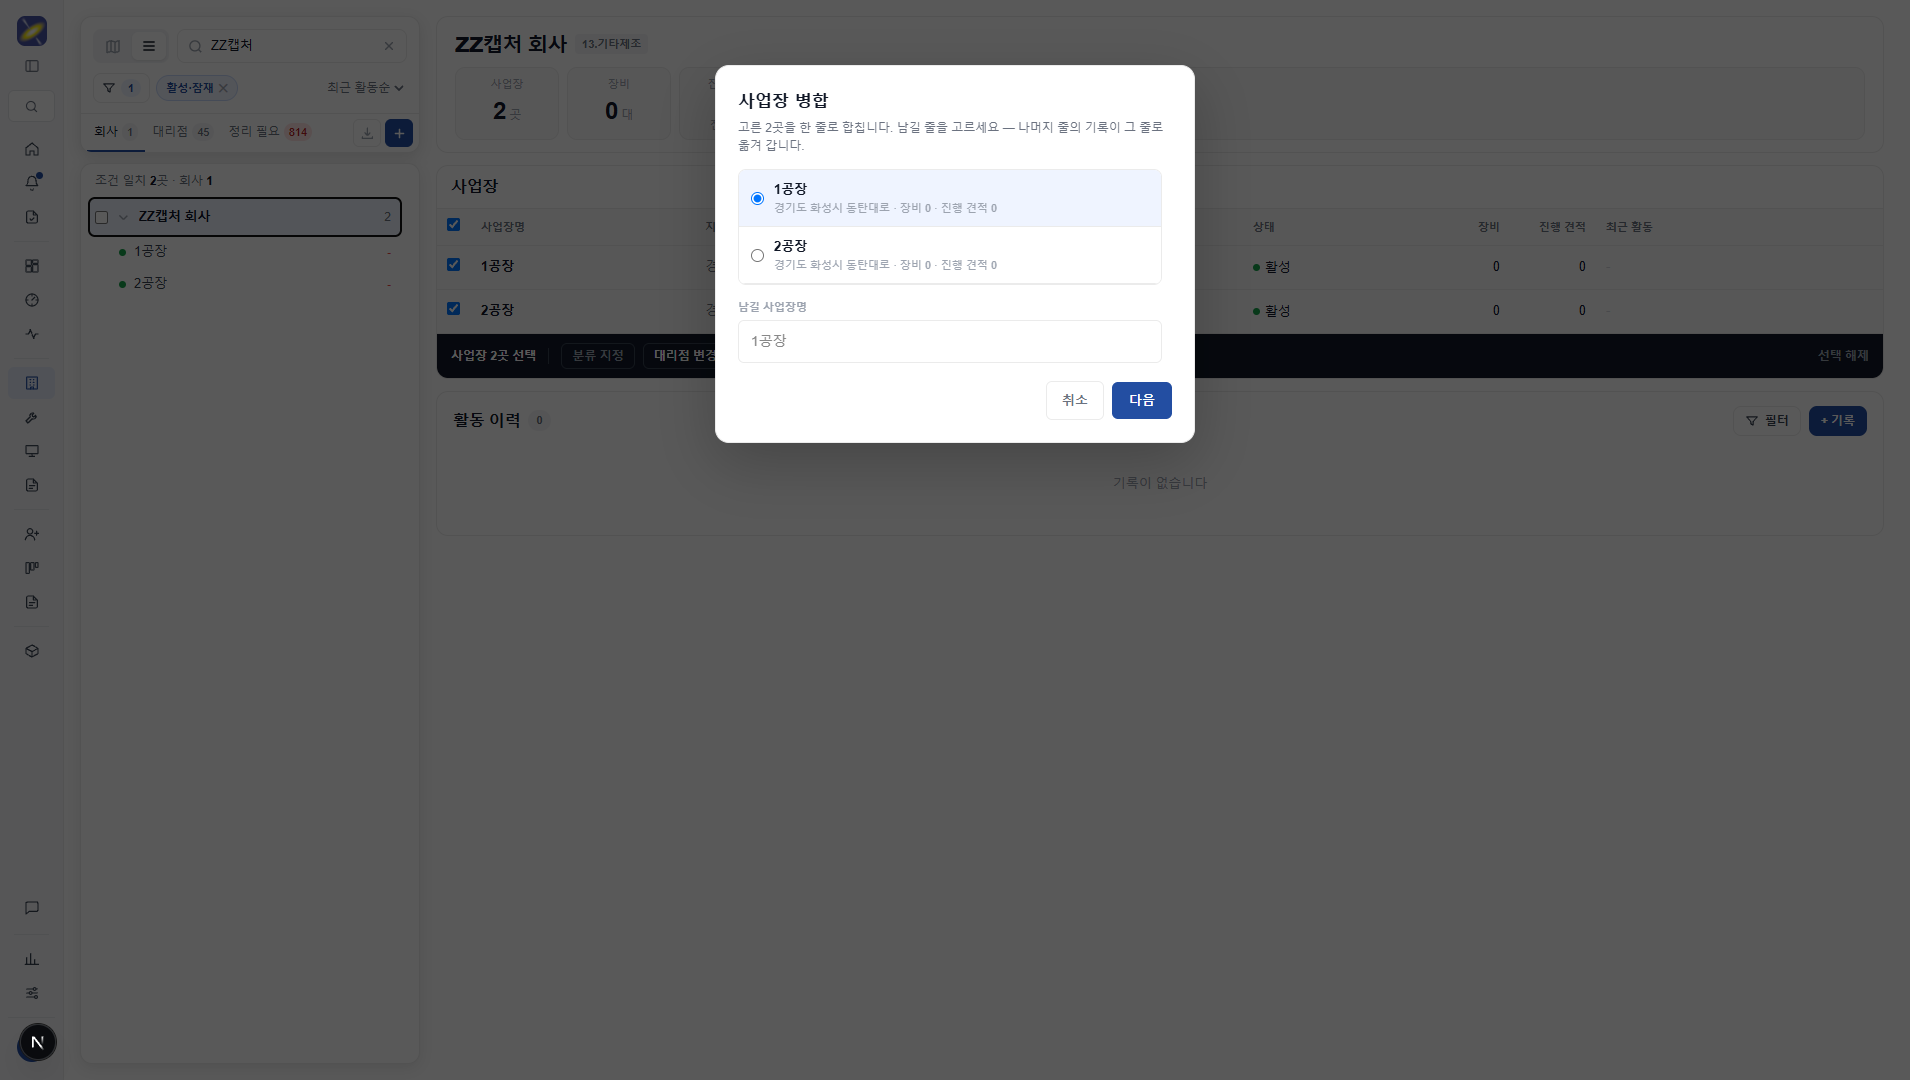 ZZ캡처
1
활성·잠재
최근 활동순
회사 1
대리점 45
정리 필요 814
조건 일치 2곳 · 회사 1
ZZ캡처 회사 2
1공장 -
2공장 -
ZZ캡처 회사 13.기타제조
사업장
2 곳
장비
0 대
사업장
사업장명
상태
장비
진행 견적
최근 활동
1공장
활성
0
0
-
2공장
활성
0
0
-
사업장 2곳 선택
분류 지정
대리점 변경
선택 해제
활동 이력 0
필터
+ 기록
기록이 없습니다
사업장 병합
고른 2곳을 한 줄로 합칩니다. 남길 줄을 고르세요 — 나머지 줄의 기록이 그 줄로
옮겨 갑니다.
1공장
경기도 화성시 동탄대로 · 장비 0 · 진행 견적 0
2공장
경기도 화성시 동탄대로 · 장비 0 · 진행 견적 0
남길 사업장명
1공장
취소
다음
N